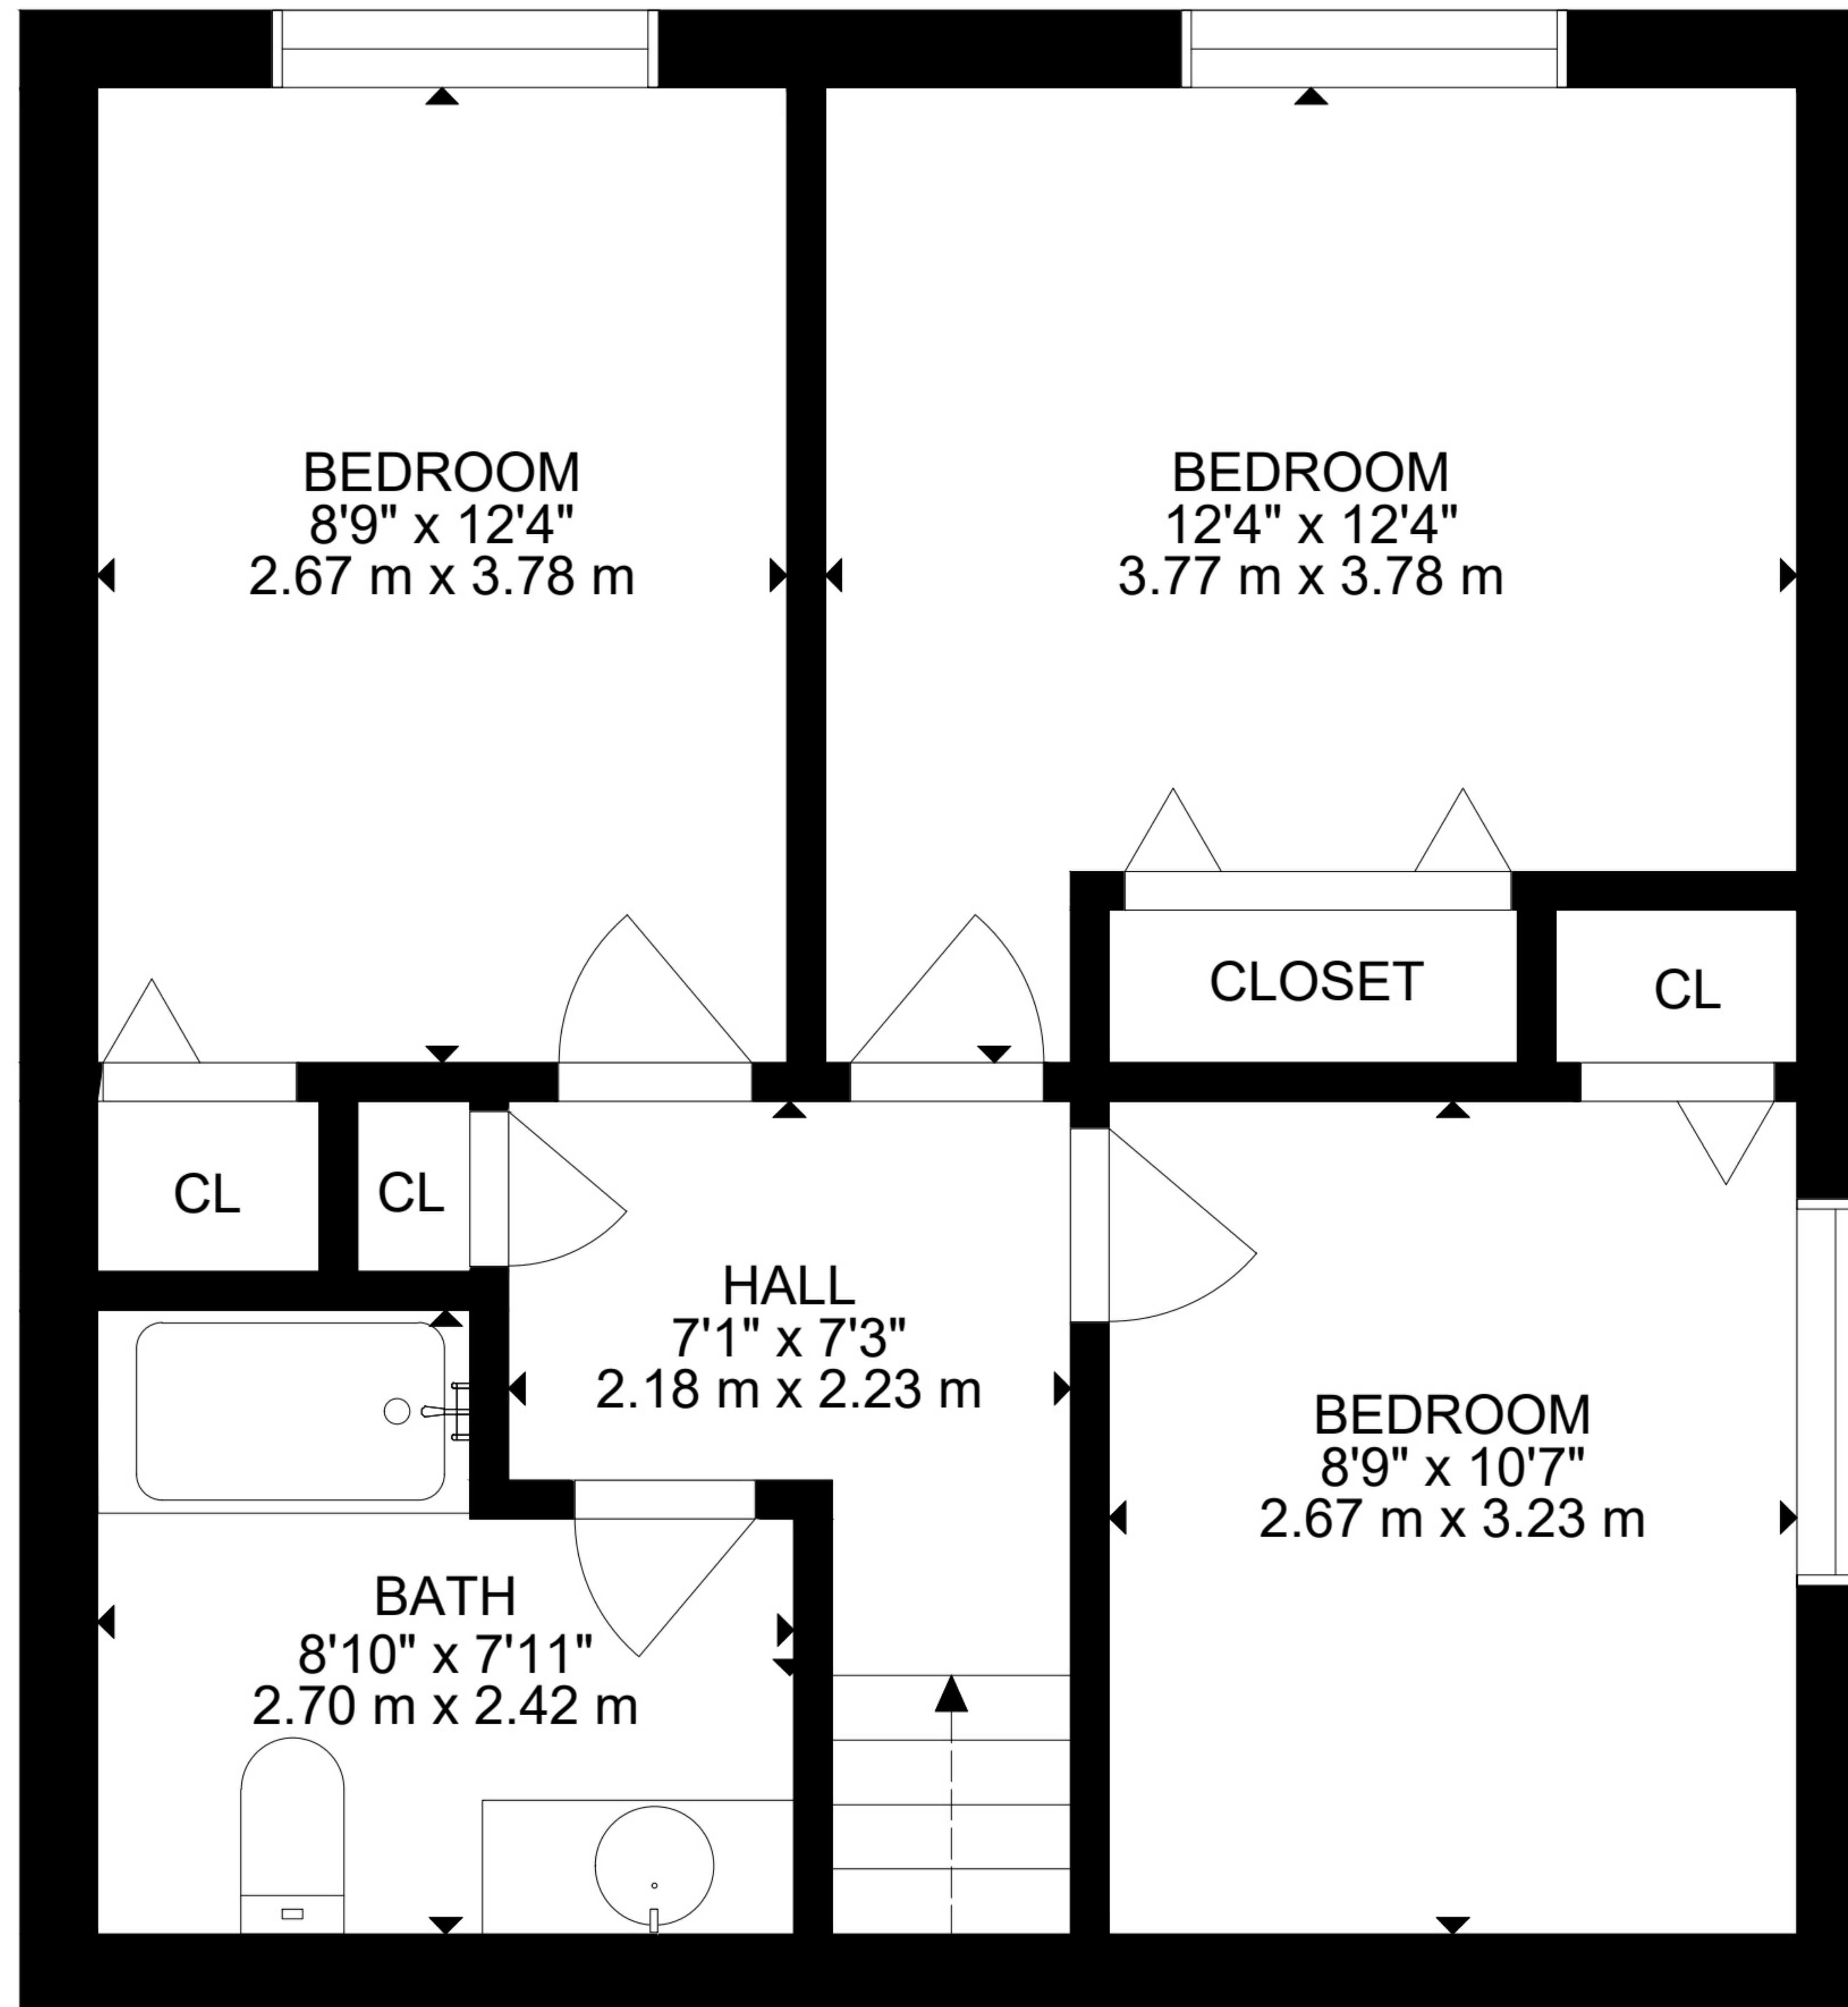 BEDROOM
8'9" x 12'4"
2.67 m x 3.78 m
BEDROOM
12'4" x 12'4"
3.77 m x 3.78 m
CLOSET
CL
CL
CL
HALL
7'1" x 7'3"
2.18 m x 2.23 m
BEDROOM
8'9" x 10'7"
2.67 m x 3.23 m
BATH
8'10" x 7'11"
2.70 m x 2.42 m